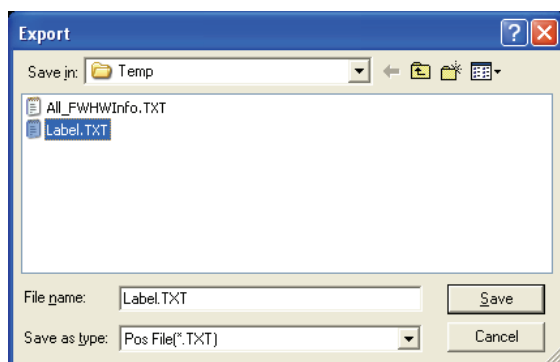 Export
Save in: Temp
All_FWHWInfo.TXT
Label.TXT
File name: Label.TXT Save
Save as type: Pos File(*.TXT) Cancel